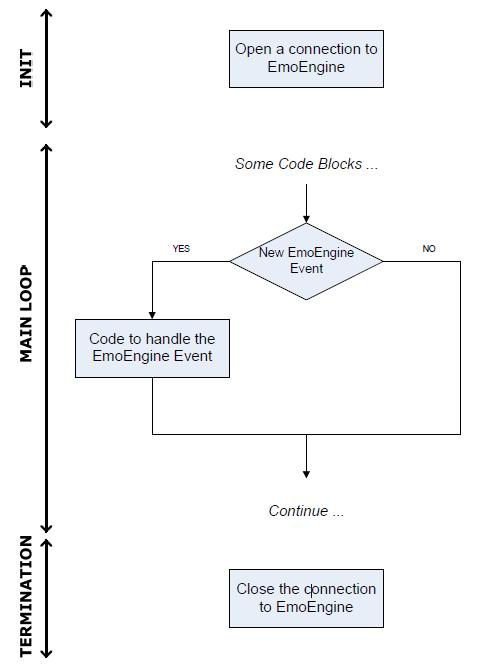 INIT
Open a connection to
EmoEngine
MAIN LOOP
Some Code Blocks ...
New EmoEngine
Event
YES
NO
Code to handle the
EmoEngine Event
Continue ...
TERMINATION
Close the connection
to EmoEngine